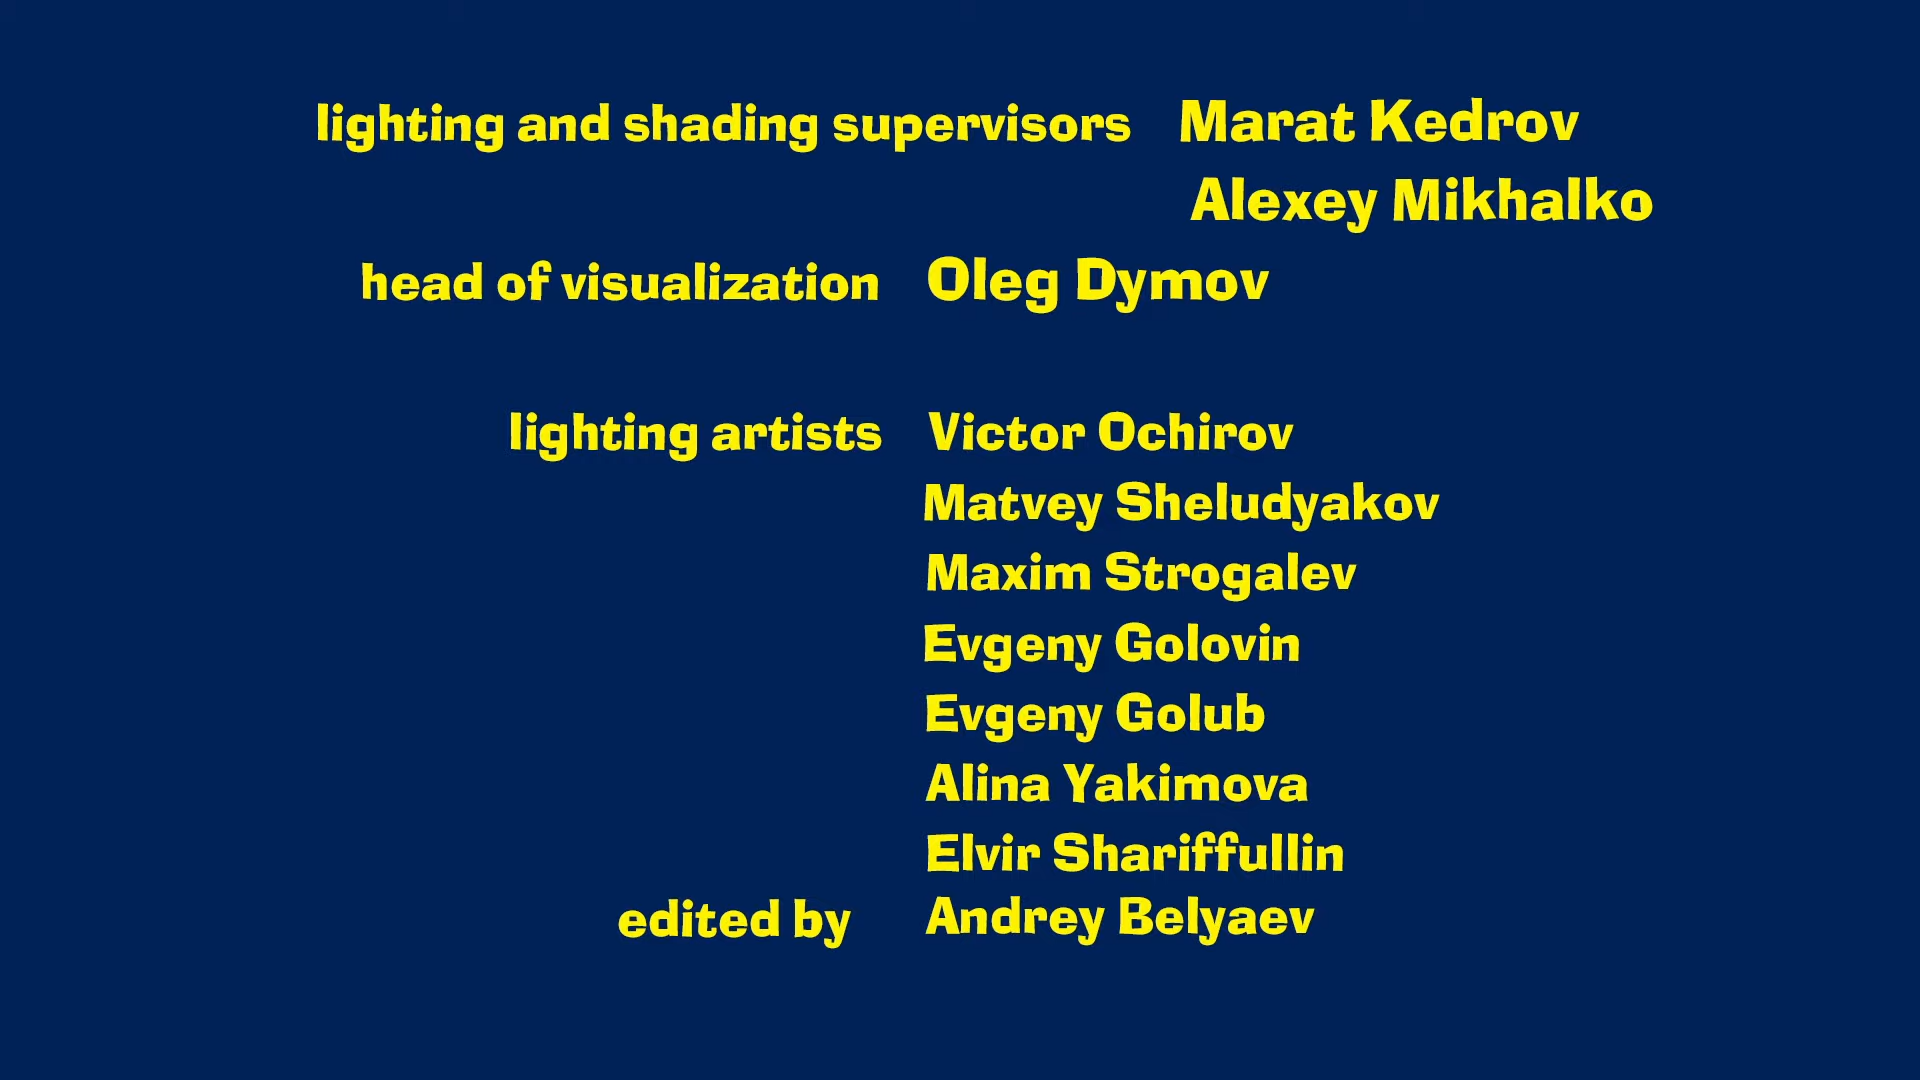 lighting and shading supervisors Marat Kedrov
Alexey Mikhalko
head of visualization Oleg Dymov
lighting artists Victor Ochirov
Matvey Sheludyakov
Maxim Strogalev
Evgeny Golovin
Evgeny Golub
Alina Yakimova
Elvir Shariffullin
edited by Andrey Belyaev